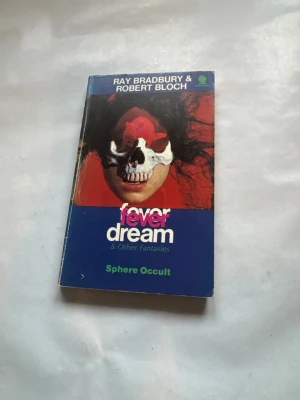 RAY BRADBURY &
ROBERT BLOCH
fever
dream
& Other Fantasies
Sphere Occult